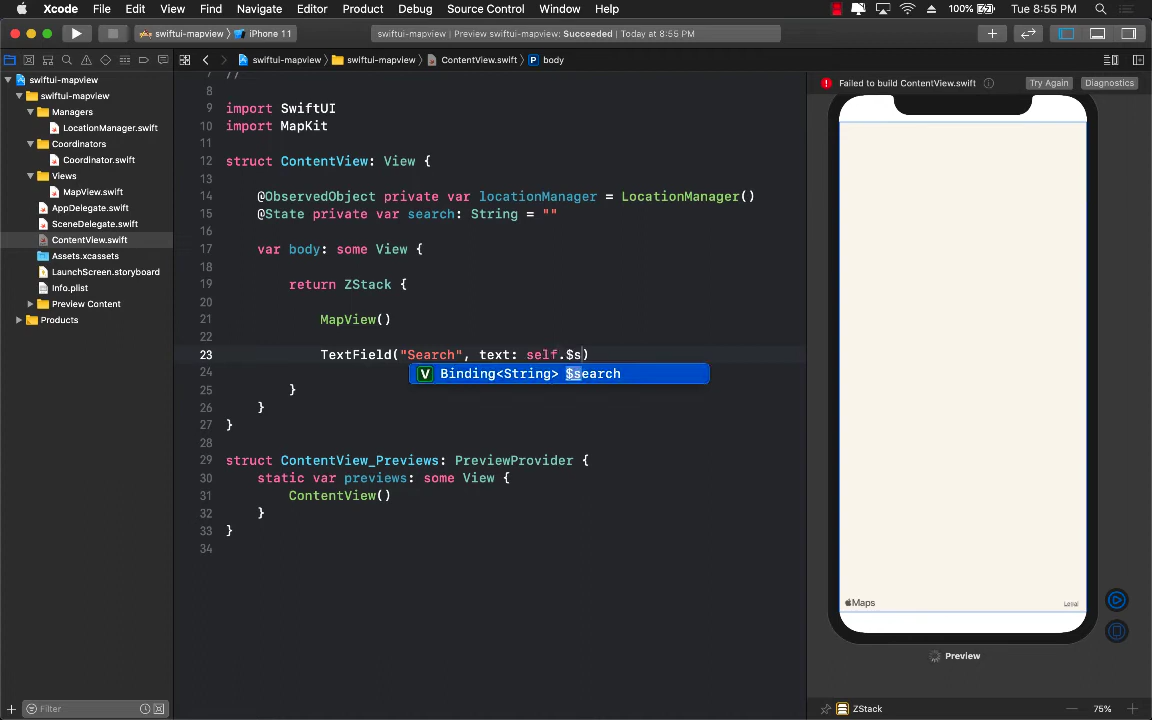 Xcode File Edit View Find Navigate Editor Product Debug Source Control Window Help 100% Tue 8:55 PM
swiftui-mapview iPhone 11 swiftui-mapview | Preview swiftui-mapview: Succeeded | Today at 8:55 PM
swiftui-mapview swiftui-mapview ContentView.swift P body
swiftui-mapview
swiftui-mapview
Managers
LocationManager.swift
Coordinators
Coordinator.swift
Views
MapView.swift
AppDelegate.swift
SceneDelegate.swift
ContentView.swift
Assets.xcassets
LaunchScreen.storyboard
Info.plist
Preview Content
Products
Filter
7 //
8
9 import SwiftUI
10 import MapKit
11
12 struct ContentView: View {
13
14 @ObservedObject private var locationManager = LocationManager()
15 @State private var search: String = ""
16
17 var body: some View {
18
19 return ZStack {
20
21 MapView()
22
23 TextField("Search", text: self.$s)
V Binding<String> $search
24
25 }
26 }
27 }
28
29 struct ContentView_Previews: PreviewProvider {
30 static var previews: some View {
31 ContentView()
32 }
33 }
34
Failed to build ContentView.swift Try Again Diagnostics
Maps Legal
Preview
ZStack 75%